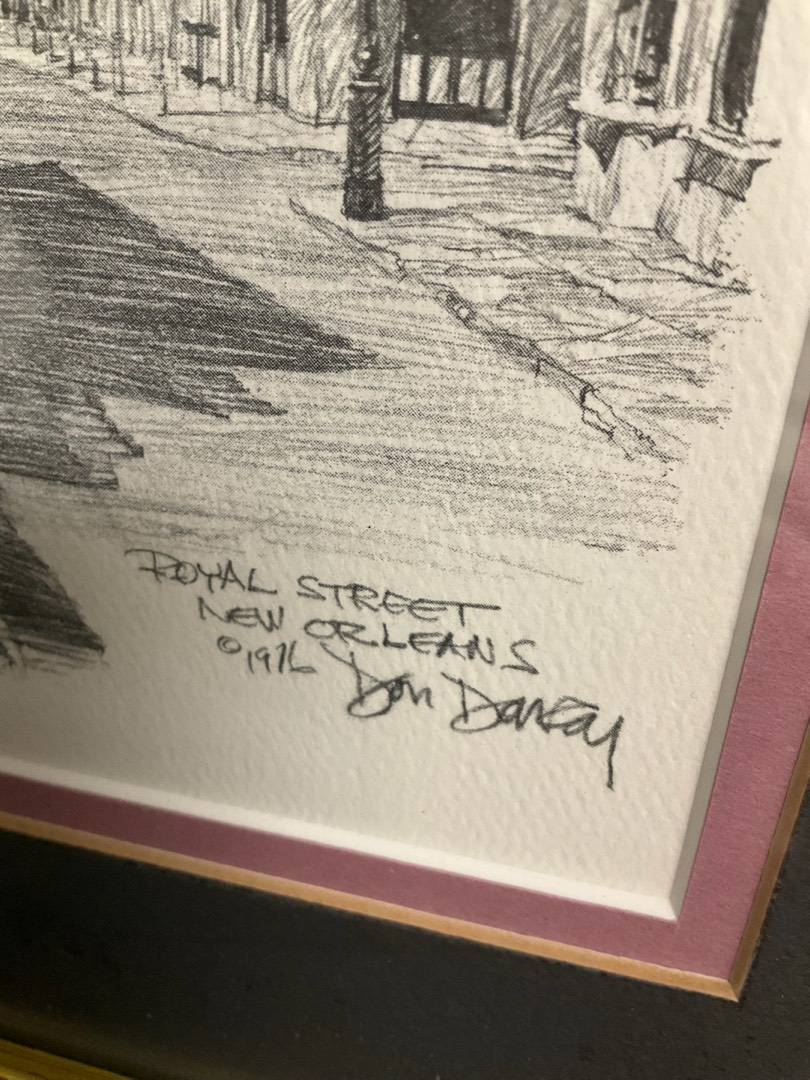 ROYAL STREET
NEW ORLEANS
©1976 Don Davey